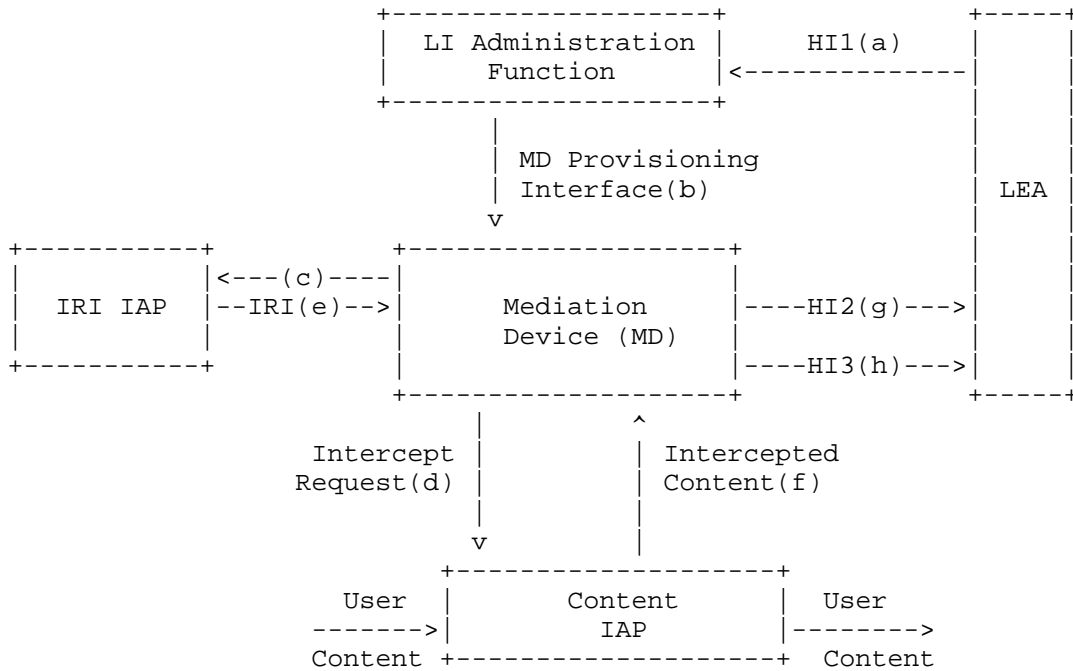 LI Administration HI1(a)
Function
MD Provisioning
Interface(b) LEA
(c)
IRI IAP IRI(e) Mediation HI2(g)
Device (MD)
HI3(h)
Intercept Intercepted
Request(d) Content(f)
User Content User
IAP
Content Content